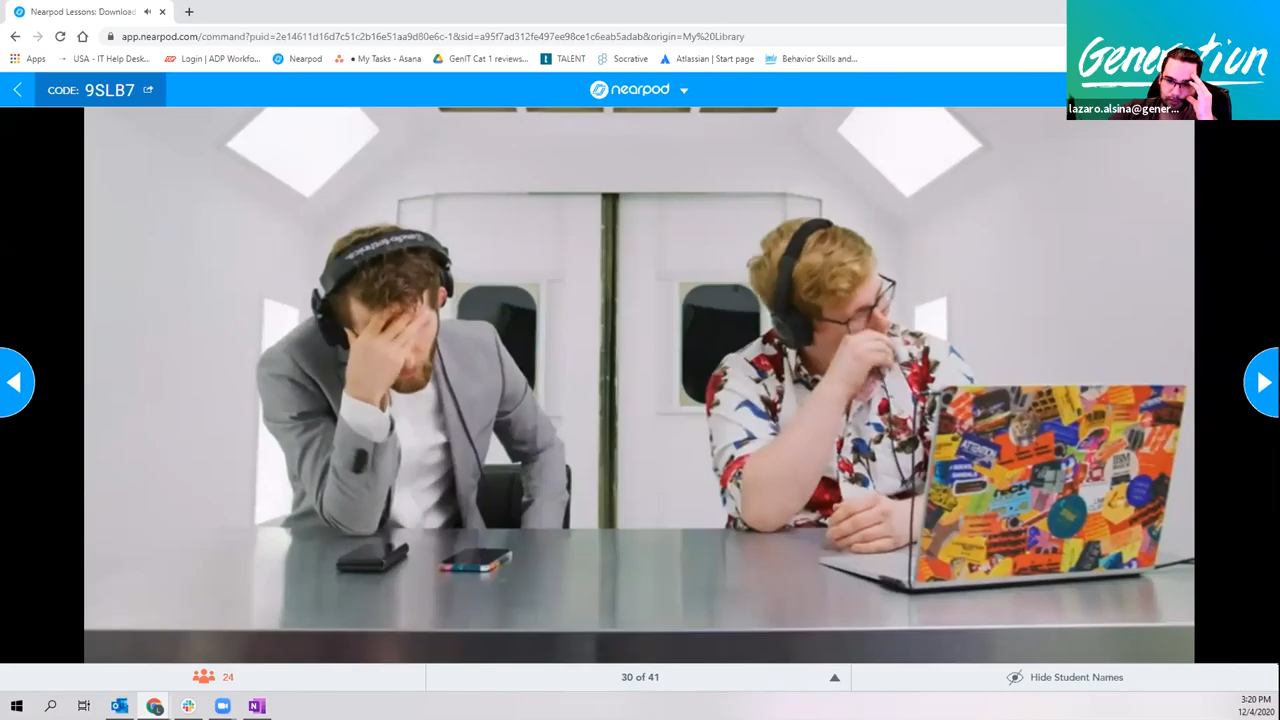 Nearpod Lessons: Download
app.nearpod.com/command?puid=2e14611d16d7c51c2b16e51aa9d80e6c-1&sid=a95f7ad312fe497ee98ce1c6eab5adab&origin=My%20Library
Apps USA - IT Help Desk... Login | ADP Workfo... Nearpod • My Tasks - Asana GenIT Cohort 1 reviews... TALENT Socrative Atlassian | Start page Behavior Skills and...
Generation
lazaro.alsina@gener...
CODE: 9SLB7
nearpod
ATTENTION
24
30 of 41
Hide Student Names
3:20 PM
12/4/2020